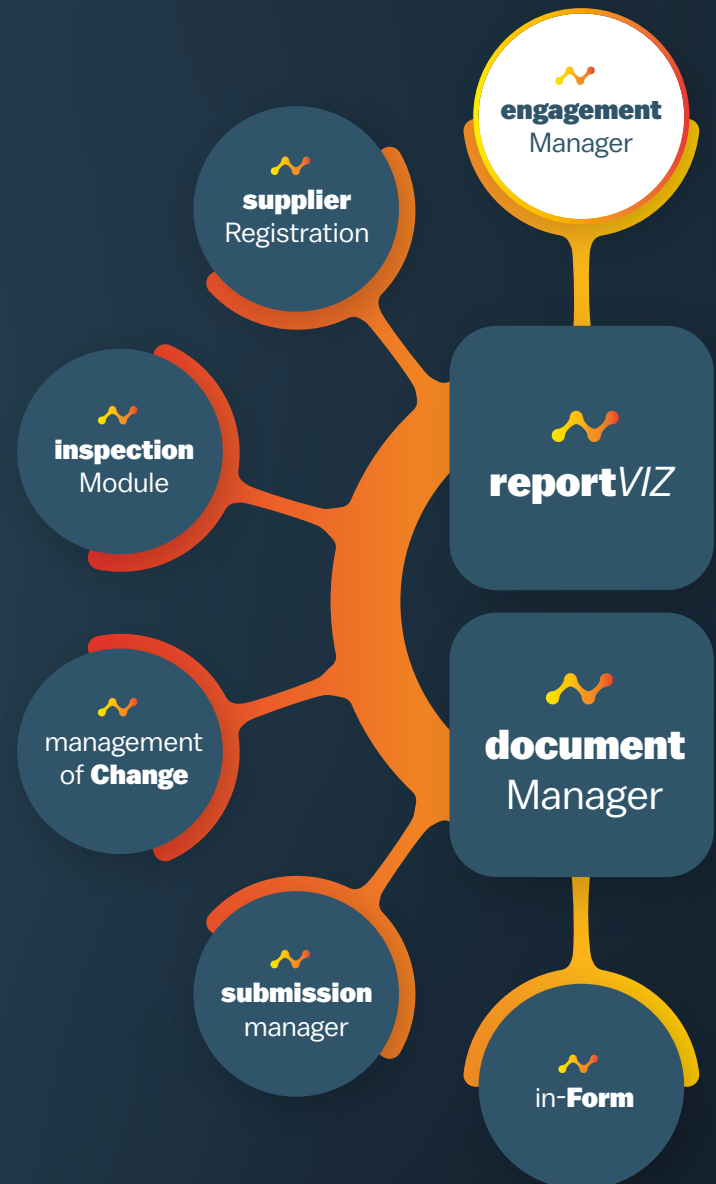 engagement
Manager
supplier
Registration
inspection
Module
reportVIZ
management
of Change
document
Manager
submission
manager
in-Form